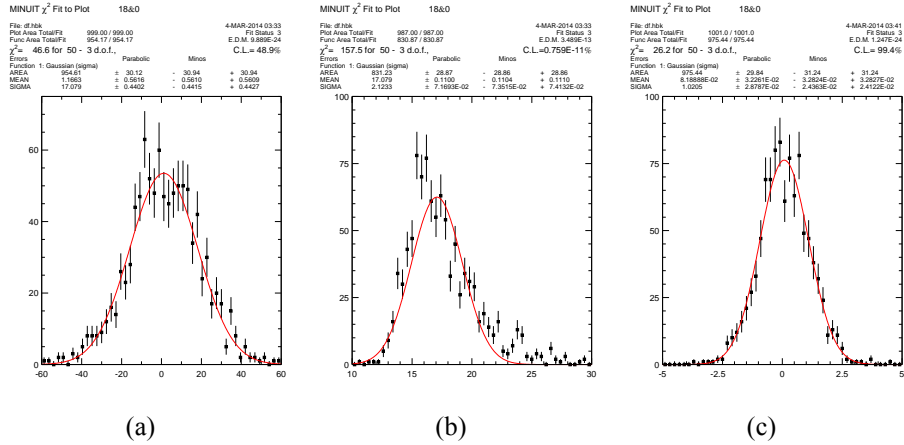 MINUIT χ² Fit to Plot 18&0
File: df.hbk 4-MAR-2014 03:33
Plot Area Total/Fit 999.00 / 999.00 Fit Status 3
Func Area Total/Fit 954.17 / 954.17 E.D.M. 9.889E-24
χ²= 46.6 for 50 - 3 d.o.f., C.L.= 48.9%
Errors Parabolic Minos
Function 1: Gaussian (sigma)
AREA 954.61 ± 30.12 - 30.94 + 30.94
MEAN 1.1663 ± 0.5616 - 0.5610 + 0.5609
SIGMA 17.079 ± 0.4402 - 0.4415 + 0.4427
60
40
20
0
-60 -40 -20 0 20 40 60
(a)
MINUIT χ² Fit to Plot 18&0
File: df.hbk 4-MAR-2014 03:3
Plot Area Total/Fit 987.00 / 987.00 Fit Status 3
Func Area Total/Fit 830.87 / 830.87 E.D.M. 3.489E-13
χ²= 157.5 for 50 - 3 d.o.f., C.L.=0.759E-11%
Errors Parabolic Minos
Function 1: Gaussian (sigma)
AREA 831.23 ± 28.87 - 28.86 + 28.86
MEAN 17.079 ± 0.1100 - 0.1104 + 0.1110
SIGMA 2.1233 ± 7.1693E-02 - 7.3515E-02 + 7.4132E-02
100
75
50
25
0
10 15 20 25 30
(b)
MINUIT χ² Fit to Plot 18&0
File: df.hbk 4-MAR-2014 03:41
Plot Area Total/Fit 1001.0 / 1001.0 Fit Status 3
Func Area Total/Fit 975.44 / 975.44 E.D.M. 1.247E-24
χ²= 26.2 for 50 - 3 d.o.f., C.L.= 99.4%
Errors Parabolic Minos
Function 1: Gaussian (sigma)
AREA 975.44 ± 29.84 - 31.24 + 31.24
MEAN 8.18888E-02 ± 3.2261E-02 - 3.2824E-02 + 3.2827E-02
SIGMA 1.0205 ± 2.8787E-02 - 2.4363E-02 + 2.4122E-02
100
75
50
25
0
-5 -2.5 0 2.5 5
(c)